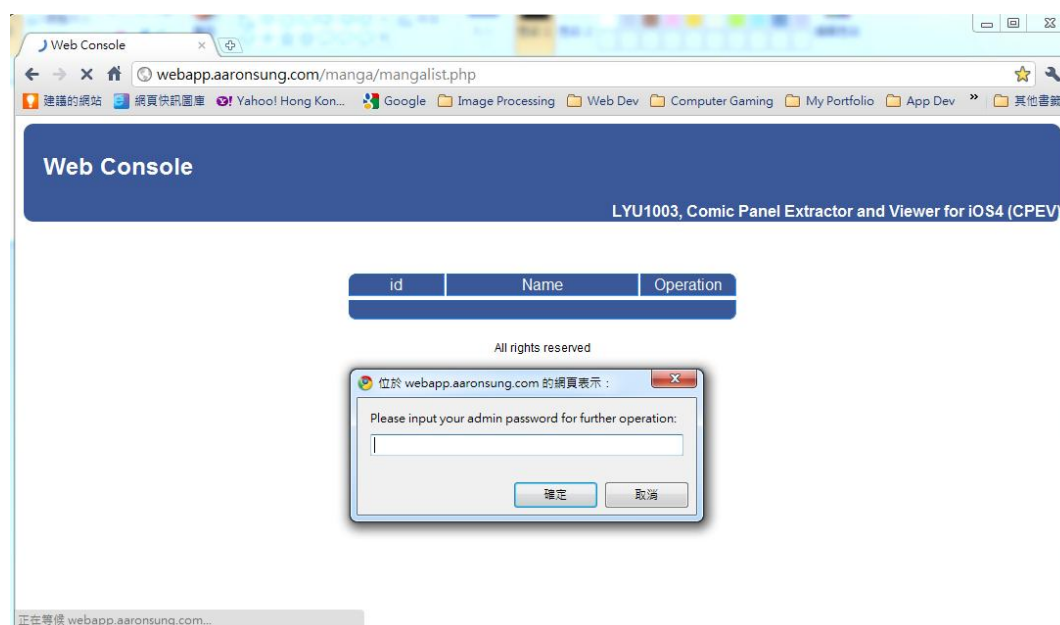 Web Console
webapp.aaronsung.com/manga/mangalist.php
建議的網站 網頁快訊圖庫 Yahoo! Hong Kon... Google Image Processing Web Dev Computer Gaming My Portfolio App Dev » 其他書籤
Web Console
LYU1003, Comic Panel Extractor and Viewer for iOS4 (CPEV)
id Name Operation
All rights reserved
位於 webapp.aaronsung.com 的網頁表示：
Please input your admin password for further operation:
確定 取消
正在等候 webapp.aaronsung.com...